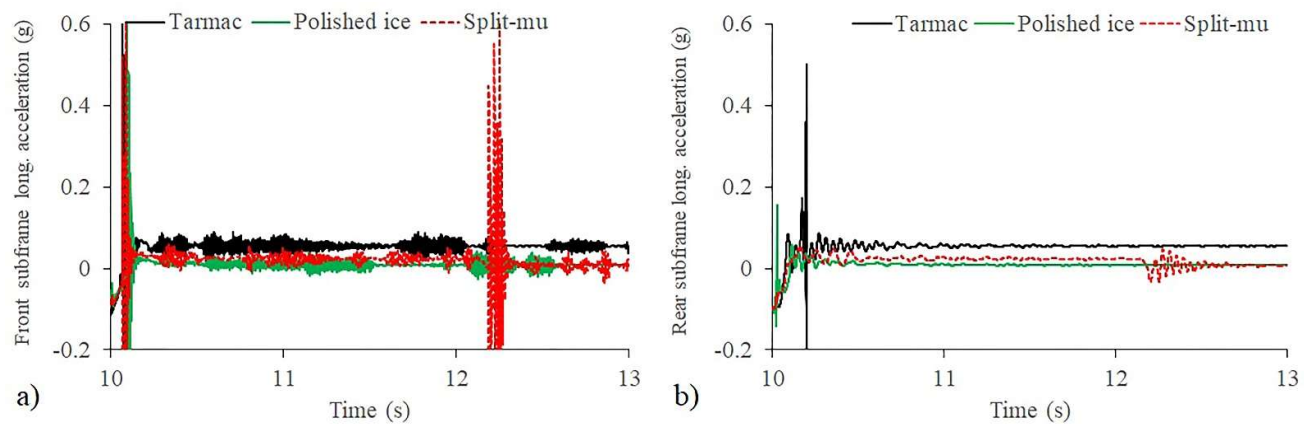 Tarmac Polished ice Split-mu
Front subframe long. acceleration (g)
0.6
0.4
0.2
0
-0.2
10 11 12 13
Time (s)
a)
Tarmac Polished ice Split-mu
Rear subframe long. acceleration (g)
0.6
0.4
0.2
0
-0.2
10 11 12 13
Time (s)
b)